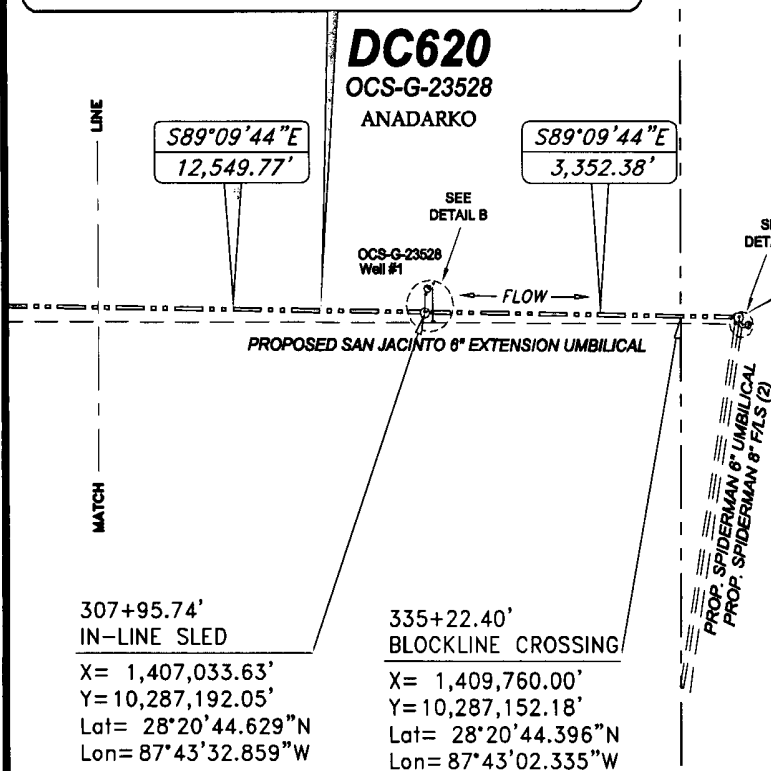 DC620
OCS-G-23528
ANADARKO
LINE
S89°09'44"E
12,549.77'
S89°09'44"E
3,352.38'
SEE
DETAIL B
OCS-G-23528
Well #1
FLOW
PROPOSED SAN JACINTO 6" EXTENSION UMBILICAL
MATCH
PROP. SPIDERMAN 6" UMBILICAL
PROP. SPIDERMAN 8" F/LS (2)
307+95.74'
IN-LINE SLED
X= 1,407,033.63'
Y=10,287,192.05'
Lat= 28°20'44.629"N
Lon= 87°43'32.859"W
335+22.40'
BLOCKLINE CROSSING
X= 1,409,760.00'
Y=10,287,152.18'
Lat= 28°20'44.396"N
Lon= 87°43'02.335"W